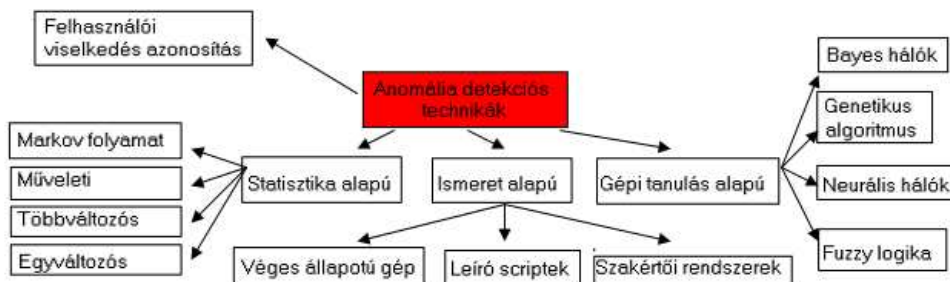 Felhasználói
viselkedés azonosítás
Anomália detekciós
technikák
Bayes hálók
Genetikus
algoritmus
Neurális hálók
Fuzzy logika
Markov folyamat
Műveleti
Többváltozós
Egyváltozós
Statisztika alapú
Ismeret alapú
Gépi tanulás alapú
Véges állapotú gép
Leíró scriptek
Szakértői rendszerek